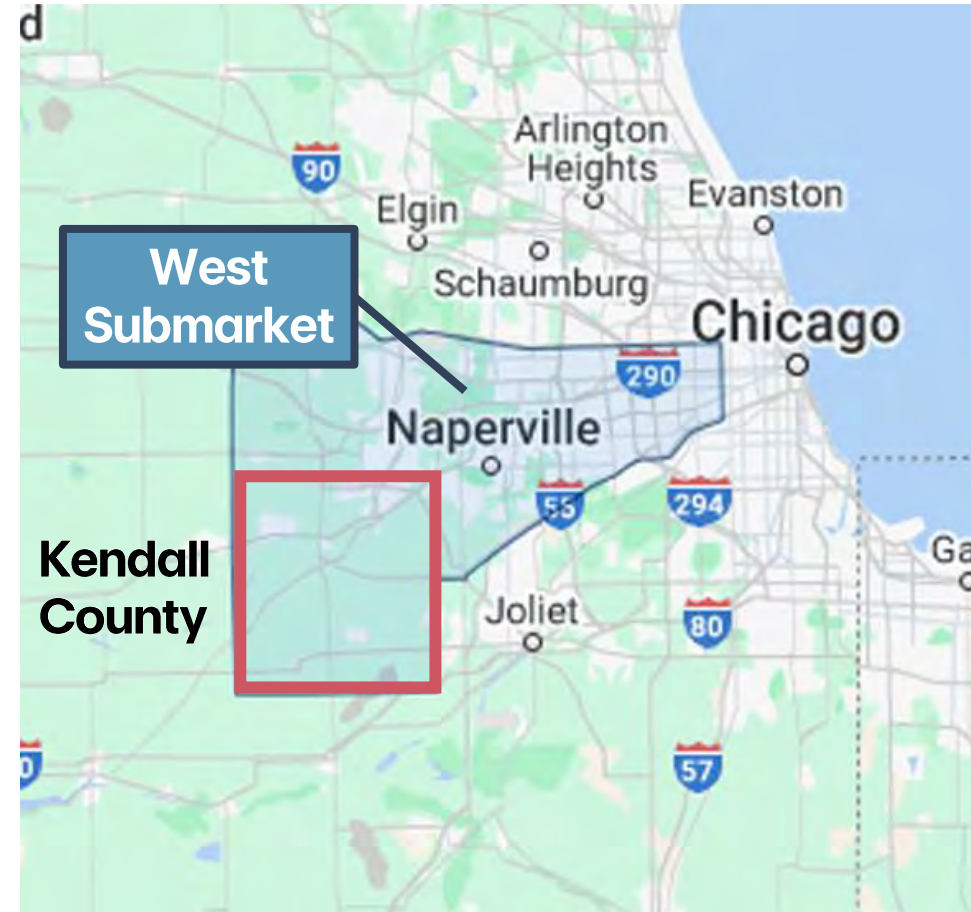 d
Arlington
Heights
90
Evanston
Elgin
West
Submarket
Schaumburg
Chicago
290
Naperville
55
294
Kendall
County
Ga
Joliet
80
0
57